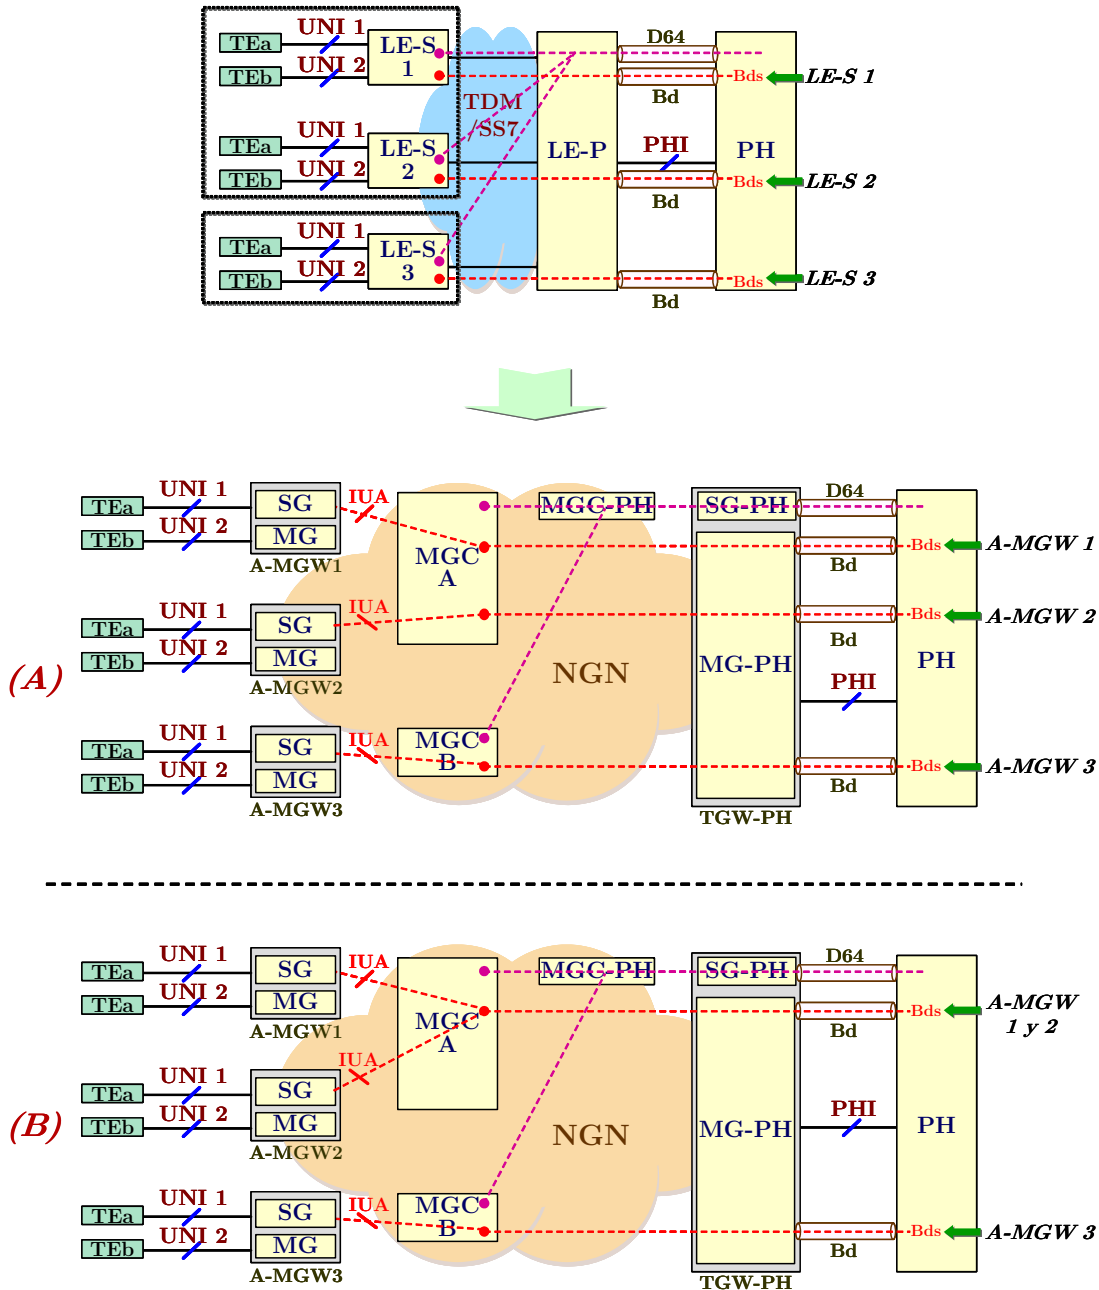 UNI 1
TEa
LE-S
1
UNI 2
TEb
D64
Bds
LE-S 1
Bd
TDM
/SS7
UNI 1
TEa
LE-S
2
UNI 2
TEb
LE-P
PHI
PH
Bds
LE-S 2
Bd
UNI 1
TEa
LE-S
3
UNI 2
TEb
Bds
LE-S 3
Bd
(A)
UNI 1
TEa
SG
IUA
UNI 2
TEb
MG
A-MGW1
MGC
A
MGC-PH
SG-PH
D64
Bds
A-MGW 1
Bd
UNI 1
TEa
SG
IUA
UNI 2
TEb
MG
A-MGW2
Bds
A-MGW 2
Bd
NGN
MG-PH
PHI
PH
UNI 1
TEa
SG
IUA
UNI 2
TEb
MG
A-MGW3
MGC
B
Bds
A-MGW 3
Bd
TGW-PH
(B)
UNI 1
TEa
SG
IUA
UNI 2
TEa
MG
A-MGW1
MGC
A
MGC-PH
SG-PH
D64
Bds
A-MGW
1 y 2
Bd
IUA
UNI 1
TEa
SG
UNI 2
TEb
MG
A-MGW2
NGN
MG-PH
PHI
PH
UNI 1
TEa
SG
IUA
UNI 2
TEb
MG
A-MGW3
MGC
B
Bds
A-MGW 3
Bd
TGW-PH